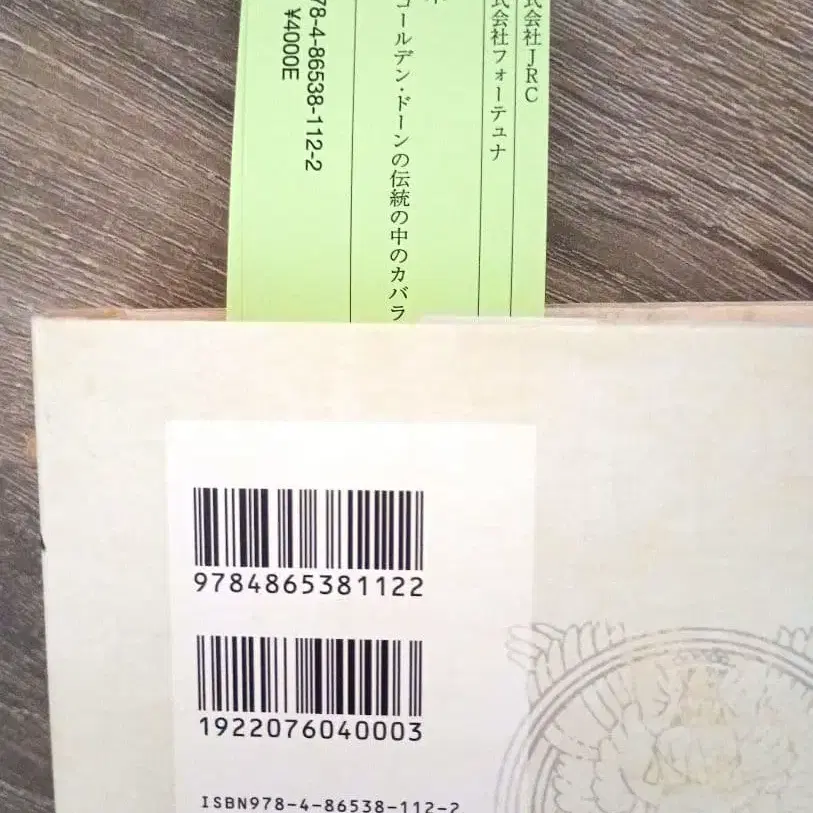 式会社JRC
式会社フォーチュナ
ゴールデン・ドーンの伝統の中のカバラ
78-4-86538-112-2
¥4000E
9784865381122
1922076040003
ISBN978-4-86538-112-2